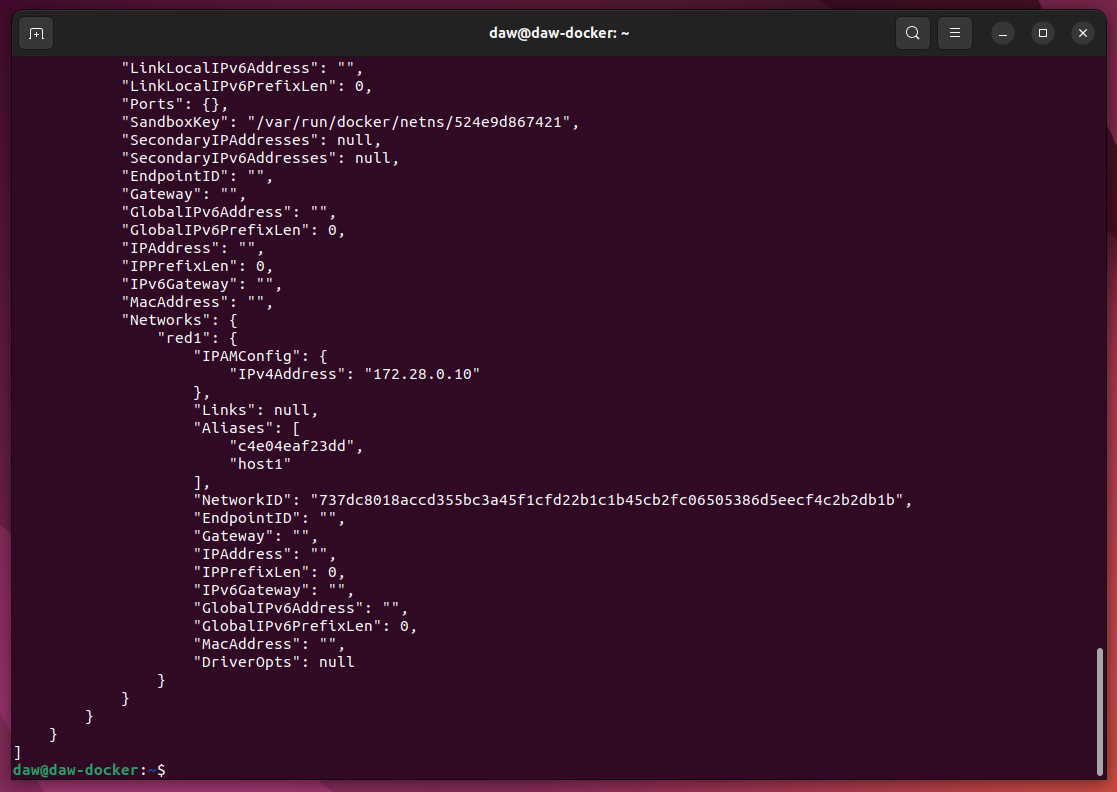 daw@daw-docker: ~
            "LinkLocalIPv6Address": "",
            "LinkLocalIPv6PrefixLen": 0,
            "Ports": {},
            "SandboxKey": "/var/run/docker/netns/524e9d867421",
            "SecondaryIPAddresses": null,
            "SecondaryIPv6Addresses": null,
            "EndpointID": "",
            "Gateway": "",
            "GlobalIPv6Address": "",
            "GlobalIPv6PrefixLen": 0,
            "IPAddress": "",
            "IPPrefixLen": 0,
            "IPv6Gateway": "",
            "MacAddress": "",
            "Networks": {
                "red1": {
                    "IPAMConfig": {
                        "IPv4Address": "172.28.0.10"
                    },
                    "Links": null,
                    "Aliases": [
                        "c4e04eaf23dd",
                        "host1"
                    ],
                    "NetworkID": "737dc8018accd355bc3a45f1cfd22b1c1b45cb2fc06505386d5eecf4c2b2db1b",
                    "EndpointID": "",
                    "Gateway": "",
                    "IPAddress": "",
                    "IPPrefixLen": 0,
                    "IPv6Gateway": "",
                    "GlobalIPv6Address": "",
                    "GlobalIPv6PrefixLen": 0,
                    "MacAddress": "",
                    "DriverOpts": null
                }
            }
        }
    }
]
daw@daw-docker:~$